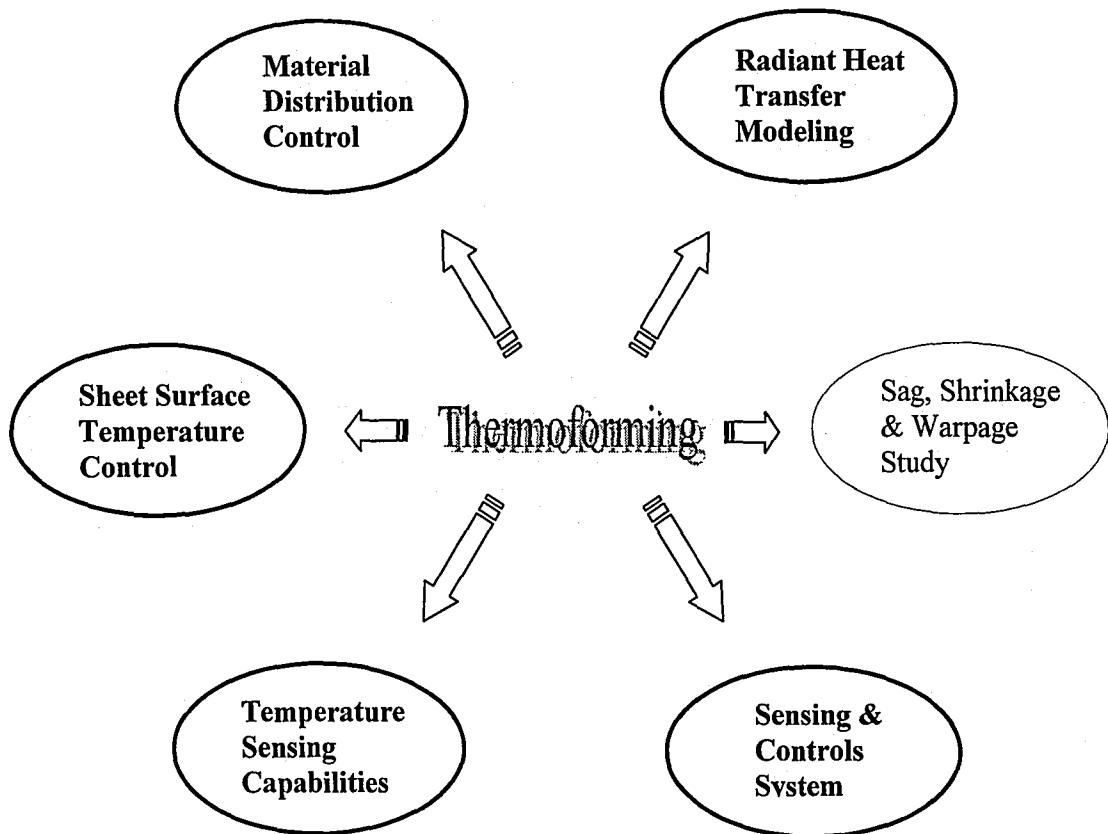 Material
Distribution
Control
Radiant Heat
Transfer
Modeling
Sheet Surface
Temperature
Control
Thermoforming
Sag, Shrinkage
& Warpage
Study
Temperature
Sensing
Capabilities
Sensing &
Controls
System